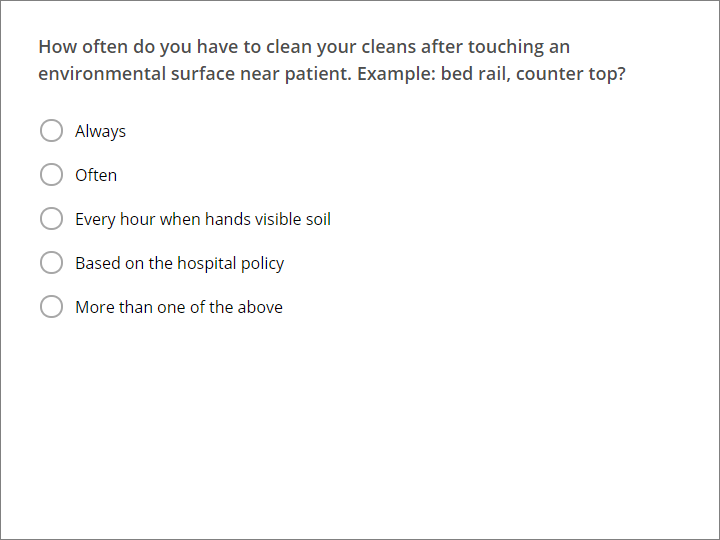 How often do you have to clean your cleans after touching an
environmental surface near patient. Example: bed rail, counter top?
Always
Often
Every hour when hands visible soil
Based on the hospital policy
More than one of the above